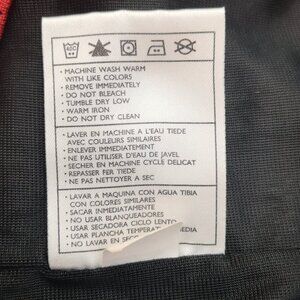 • MACHINE WASH WARM
WITH LIKE COLORS
• REMOVE IMMEDIATELY
• DO NOT BLEACH
• TUMBLE DRY LOW
• WARM IRON
• DO NOT DRY CLEAN
• LAVER EN MACHINE A L'EAU TIEDE
AVEC COULEURS SIMILAIRES
• ENLEVER IMMEDIATEMENT
• NE PAS UTILISER D'EAU DE JAVEL
• SECHER EN MACHINE CYCLE DELICAT
• REPASSER FER TIEDE
• NE PAS NETTOYER A SEC
• LAVAR A MAQUINA CON AGUA TIBIA
CON COLORES SIMILARES
• SACAR INMEDIATAMENTE
• NO USAR BLANQUEADORES
• USAR SECADORA CICLO LENTO
• USAR PLANCHA TEMPERAT MEDIA
• NO LAVAR EN SECO